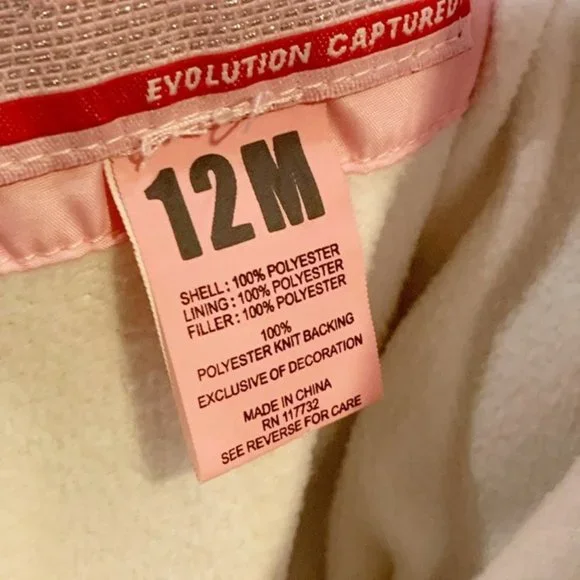 EVOLUTION CAPTURED
12M
SHELL: 100% POLYESTER
LINING: 100% POLYESTER
FILLER: 100% POLYESTER
100%
POLYESTER KNIT BACKING
EXCLUSIVE OF DECORATION
MADE IN CHINA
RN 117732
SEE REVERSE FOR CARE